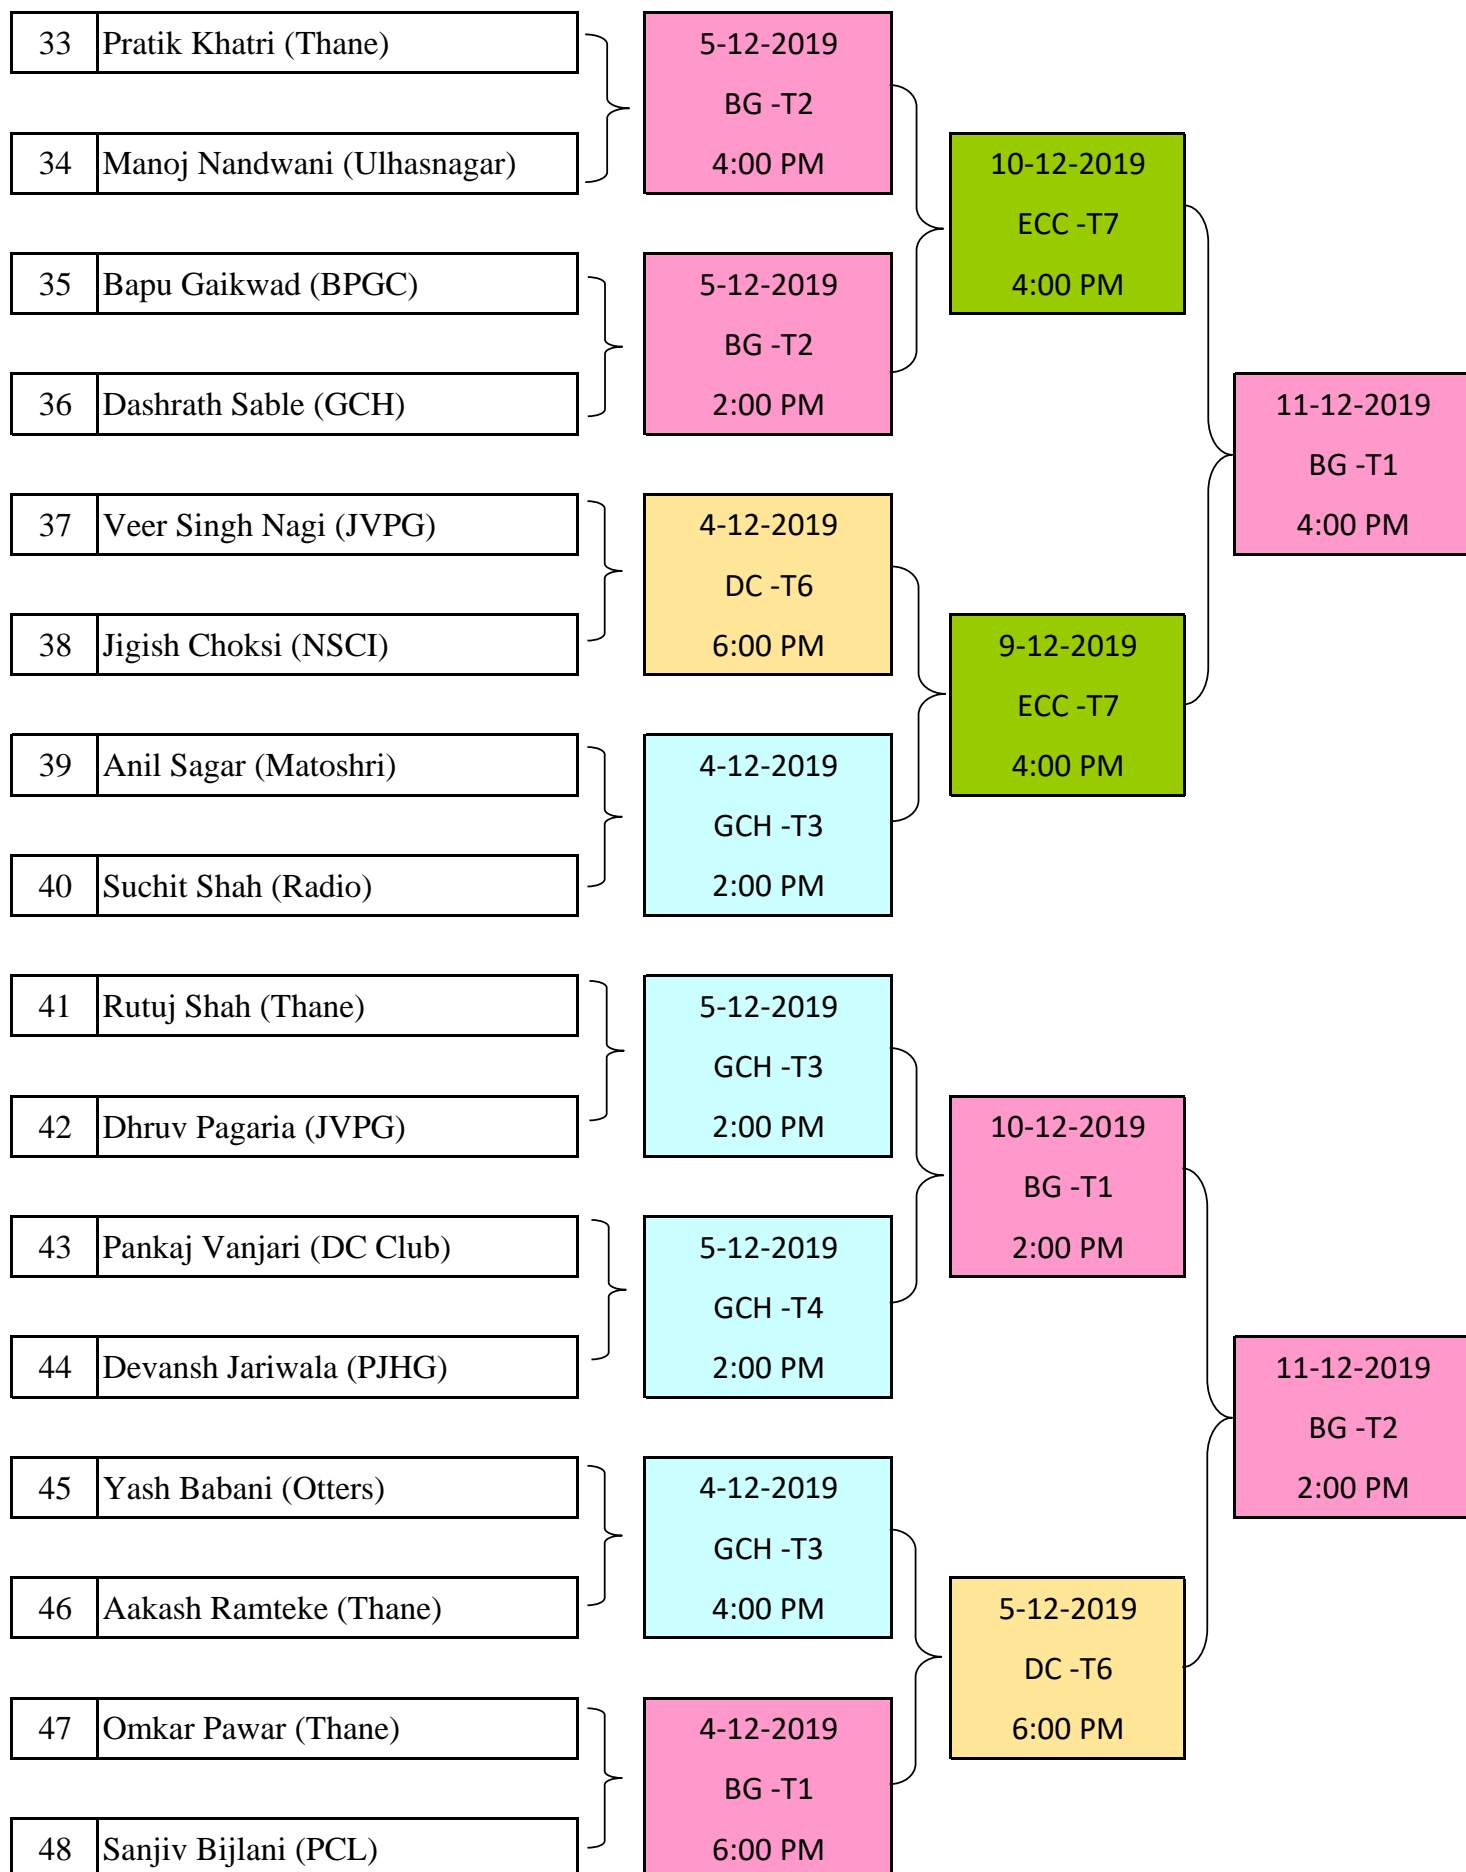 33 Pratik Khatri (Thane)
34 Manoj Nandwani (Ulhasnagar)
5-12-2019
BG -T2
4:00 PM
35 Bapu Gaikwad (BPGC)
36 Dashrath Sable (GCH)
5-12-2019
BG -T2
2:00 PM
10-12-2019
ECC -T7
4:00 PM
37 Veer Singh Nagi (JVPG)
38 Jigish Choksi (NSCI)
4-12-2019
DC -T6
6:00 PM
39 Anil Sagar (Matoshri)
40 Suchit Shah (Radio)
4-12-2019
GCH -T3
2:00 PM
9-12-2019
ECC -T7
4:00 PM
11-12-2019
BG -T1
4:00 PM
41 Rutuj Shah (Thane)
42 Dhruv Pagaria (JVPG)
5-12-2019
GCH -T3
2:00 PM
43 Pankaj Vanjari (DC Club)
44 Devansh Jariwala (PJHG)
5-12-2019
GCH -T4
2:00 PM
10-12-2019
BG -T1
2:00 PM
45 Yash Babani (Otters)
46 Aakash Ramteke (Thane)
4-12-2019
GCH -T3
4:00 PM
47 Omkar Pawar (Thane)
48 Sanjiv Bijlani (PCL)
4-12-2019
BG -T1
6:00 PM
5-12-2019
DC -T6
6:00 PM
11-12-2019
BG -T2
2:00 PM